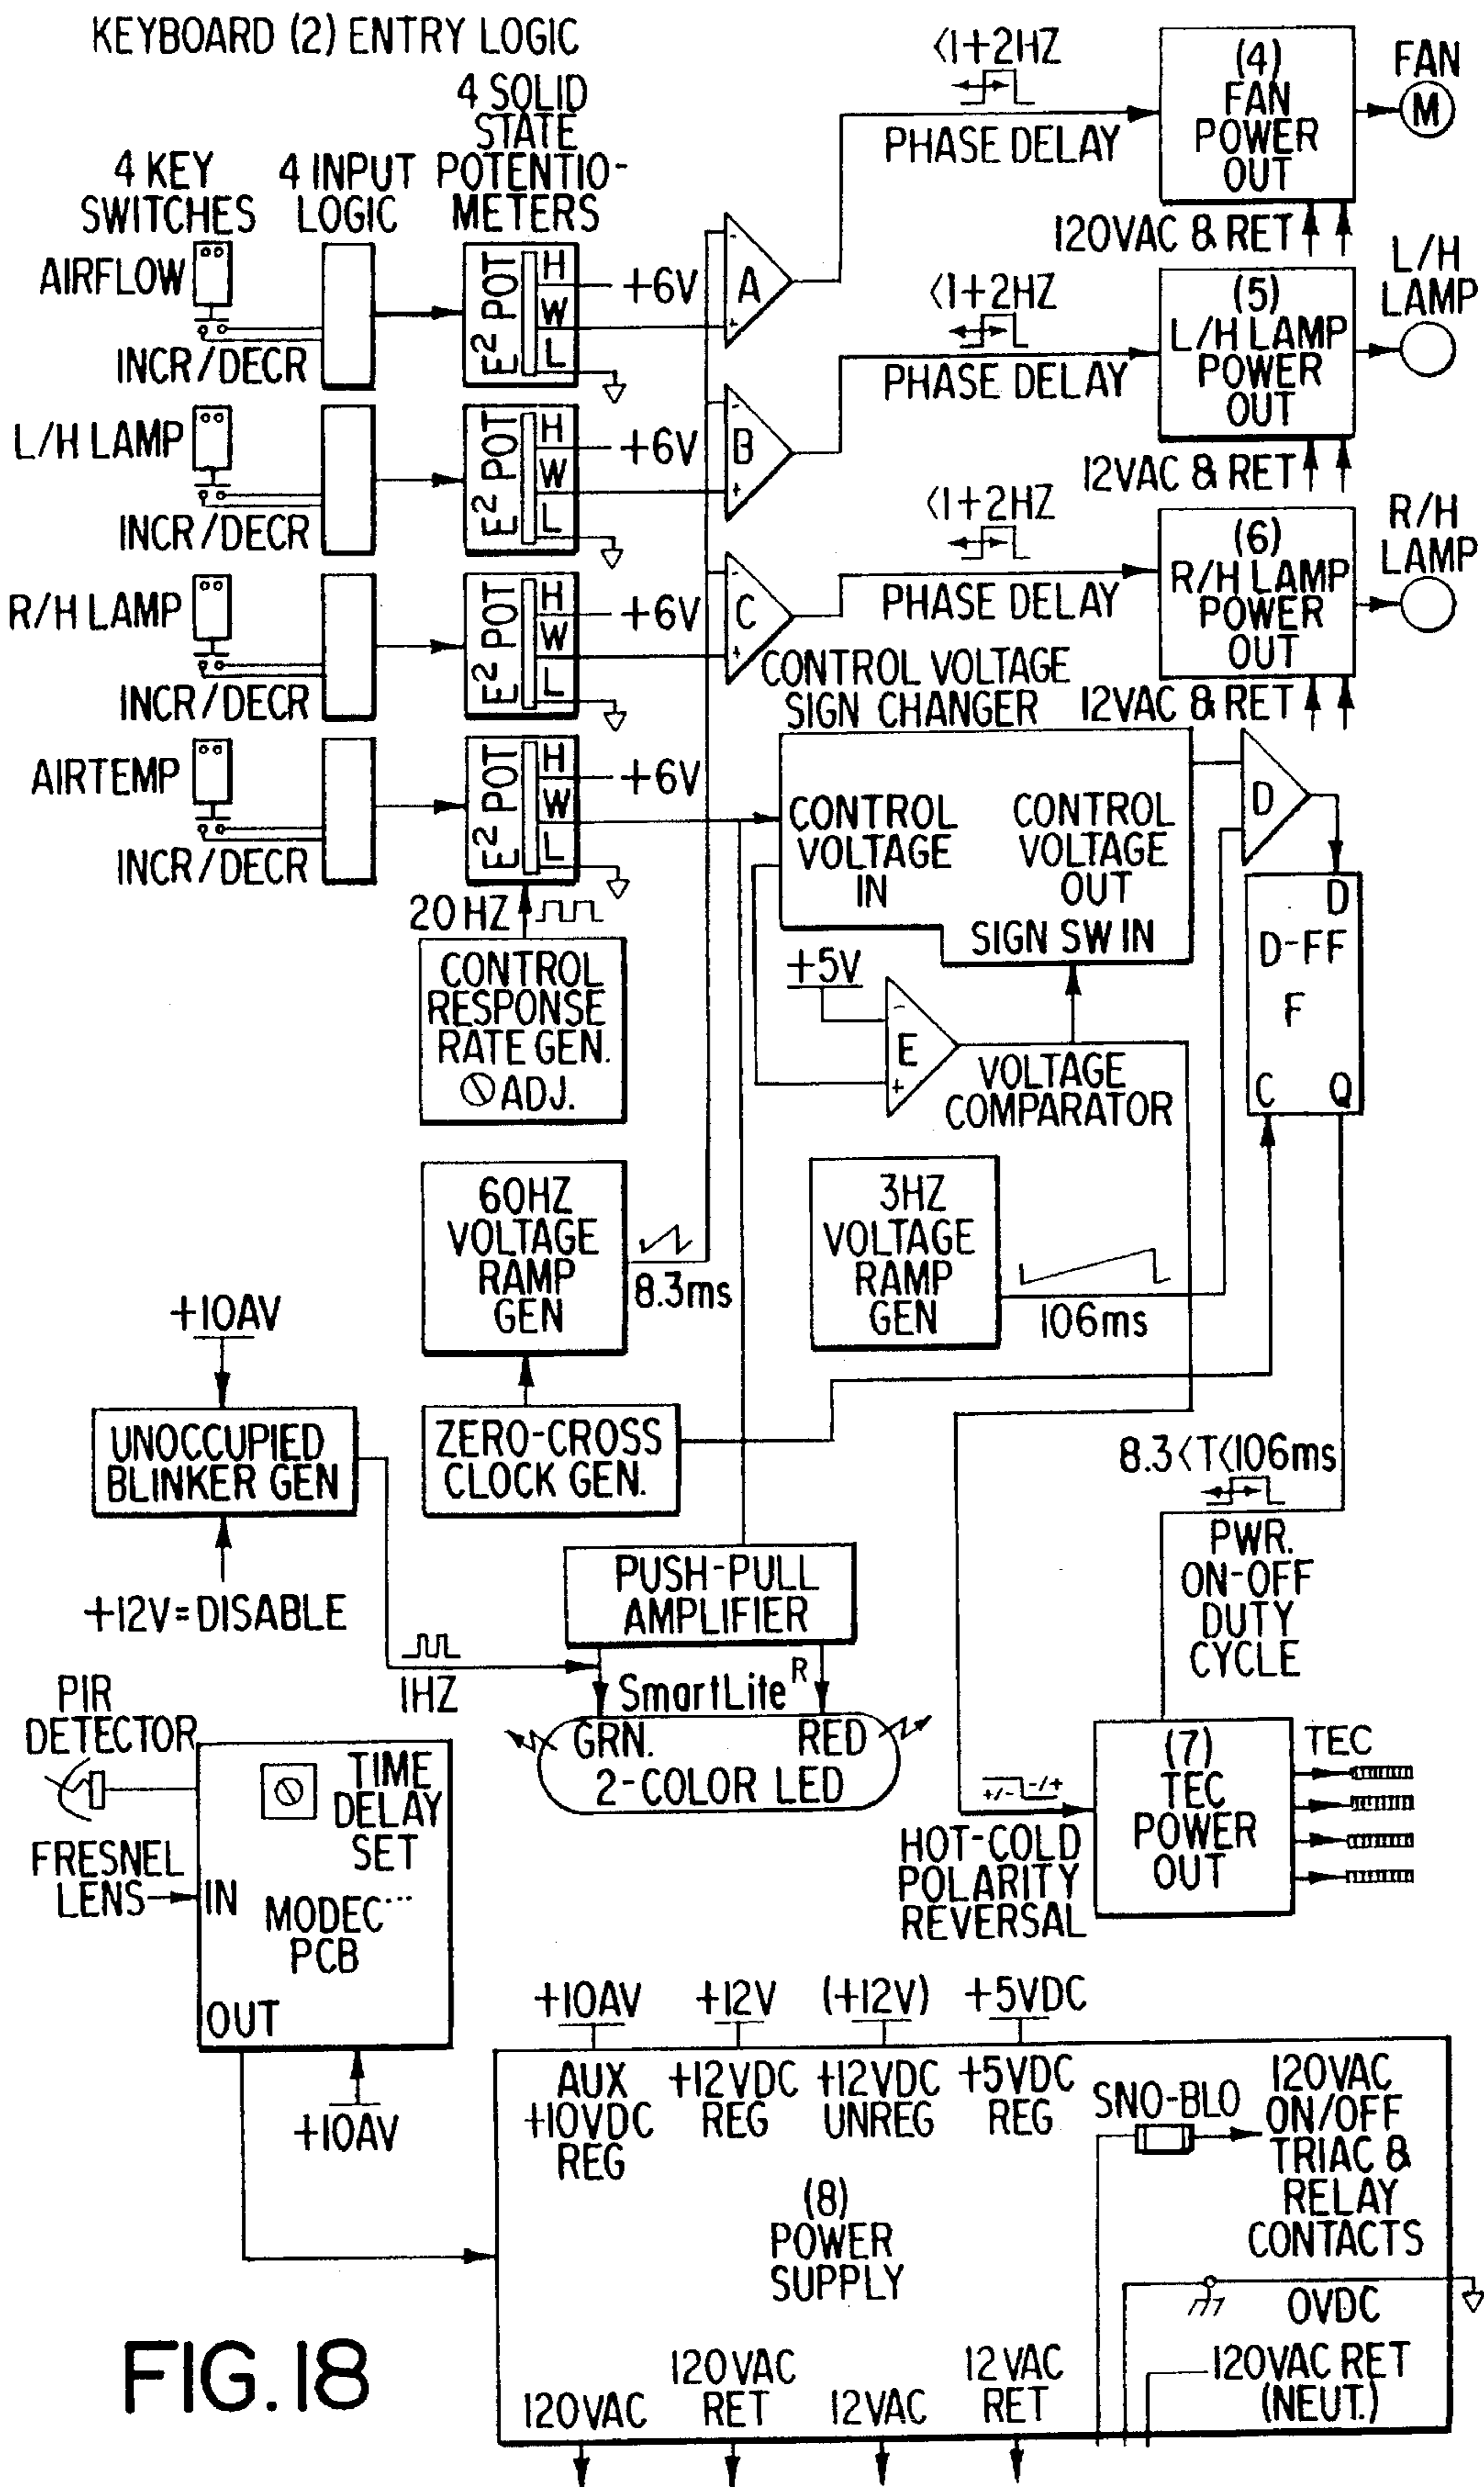 KEYBOARD (2) ENTRY LOGIC
4 KEY
SWITCHES
4 INPUT
LOGIC
4 SOLID
STATE
POTENTIO-
METERS
<1+2HZ
PHASE DELAY
(4)
FAN
POWER
OUT
FAN
M
120VAC & RET
AIRFLOW
INCR/DECR
E2 POT
H
W
L
+6V
-
A
+
<1+2HZ
PHASE DELAY
(5)
L/H LAMP
POWER
OUT
L/H
LAMP
12VAC & RET
L/H LAMP
INCR/DECR
E2 POT
H
W
L
+6V
-
B
+
<1+2HZ
PHASE DELAY
(6)
R/H LAMP
POWER
OUT
R/H
LAMP
12VAC & RET
R/H LAMP
INCR/DECR
E2 POT
H
W
L
+6V
-
C
+
AIRTEMP
INCR/DECR
E2 POT
H
W
L
+6V
CONTROL VOLTAGE
SIGN CHANGER
CONTROL
VOLTAGE
IN
CONTROL
VOLTAGE
OUT
SIGN SW IN
D
D
D-FF
F
C
Q
20 HZ
CONTROL
RESPONSE
RATE GEN.
ADJ.
+5V
-
E
+
VOLTAGE
COMPARATOR
60HZ
VOLTAGE
RAMP
GEN
8.3ms
3HZ
VOLTAGE
RAMP
GEN
106ms
+10AV
UNOCCUPIED
BLINKER GEN
+12V=DISABLE
ZERO-CROSS
CLOCK GEN.
8.3<T<106ms
PWR.
ON-OFF
DUTY
CYCLE
PUSH-PULL
AMPLIFIER
1HZ
SmartLite R
GRN.
RED
2-COLOR LED
PIR
DETECTOR
FRESNEL
LENS
IN
TIME
DELAY
SET
MODEC...
PCB
OUT
+10AV
+/-
-/+
HOT-COLD
POLARITY
REVERSAL
(7)
TEC
POWER
OUT
TEC
+10AV
+12V
(+12V)
+5VDC
AUX
+10VDC
REG
+12VDC
REG
+12VDC
UNREG
+5VDC
REG
SNO-BLO
120VAC
ON/OFF
TRIAC &
RELAY
CONTACTS
(8)
POWER
SUPPLY
0VDC
120VAC RET
(NEUT.)
120VAC
120VAC
RET
12VAC
12VAC
RET
FIG.18